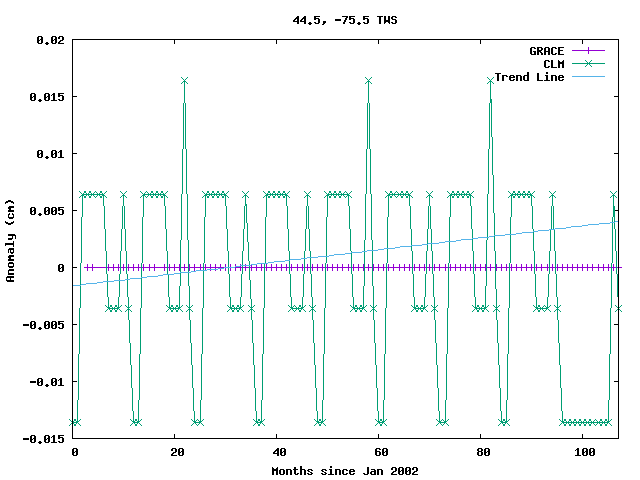 44.5, -75.5 TWS
GRACE
CLM
Trend Line
0.02
0.015
0.01
0.005
0
-0.005
-0.01
-0.015
Anomaly (cm)
0 20 40 60 80 100
Months since Jan 2002